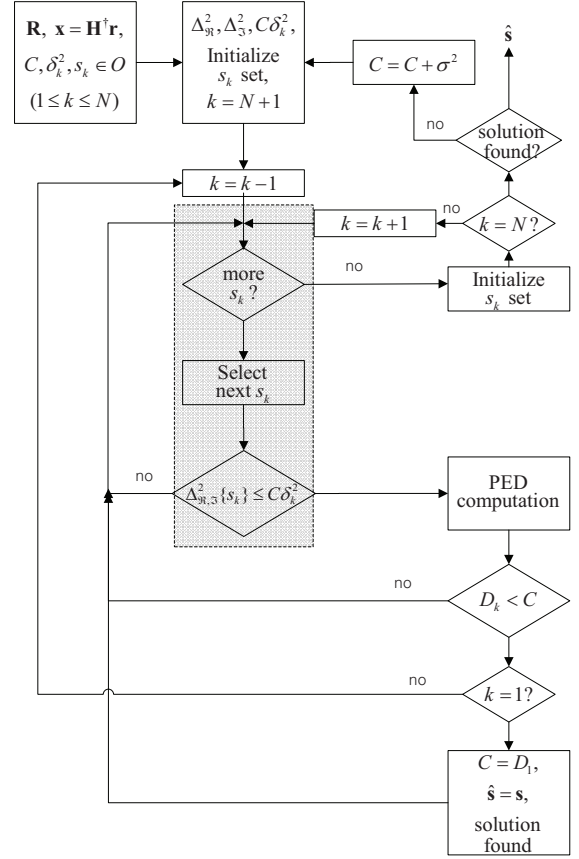 R, x = H†r,
C, δ_k^2, s_k ∈ O
(1 ≤ k ≤ N)
Δ_ℜ^2, Δ_ℑ^2, Cδ_k^2,
Initialize
s_k set,
k = N+1
C = C + σ^2
ŝ
no
solution
found?
k = k−1
k = k+1
no
k = N?
more
s_k ?
no
Initialize
s_k set
Select
next s_k
no
Δ_ℜ,ℑ^2{s_k} ≤ Cδ_k^2
PED
computation
no
D_k < C
no
k = 1?
C = D_1,
ŝ = s,
solution
found